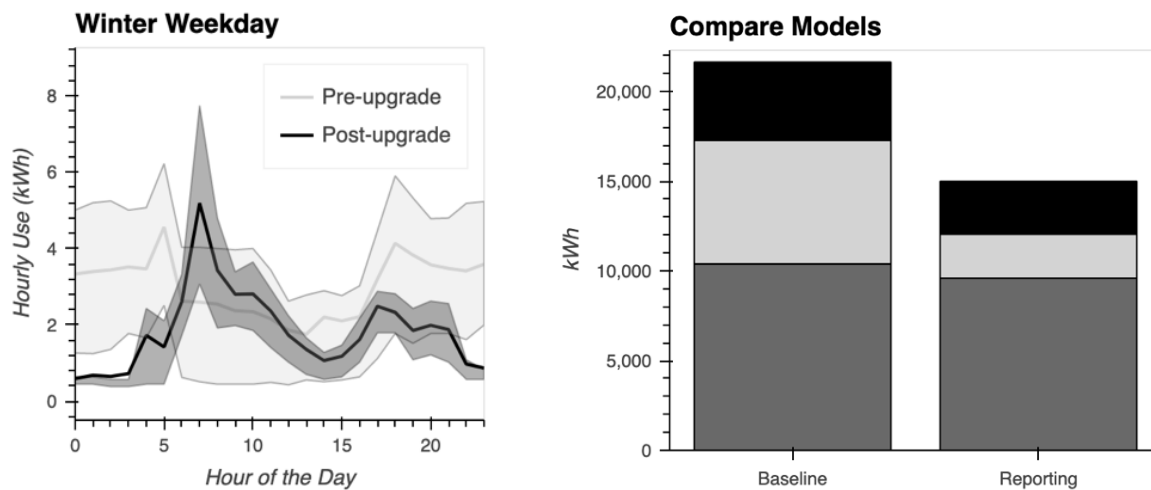 Winter Weekday
Pre-upgrade
Post-upgrade
8
6
4
2
0
Hourly Use (kWh)
0 5 10 15 20
Hour of the Day
Compare Models
20,000
15,000
10,000
5,000
0
kWh
Baseline Reporting